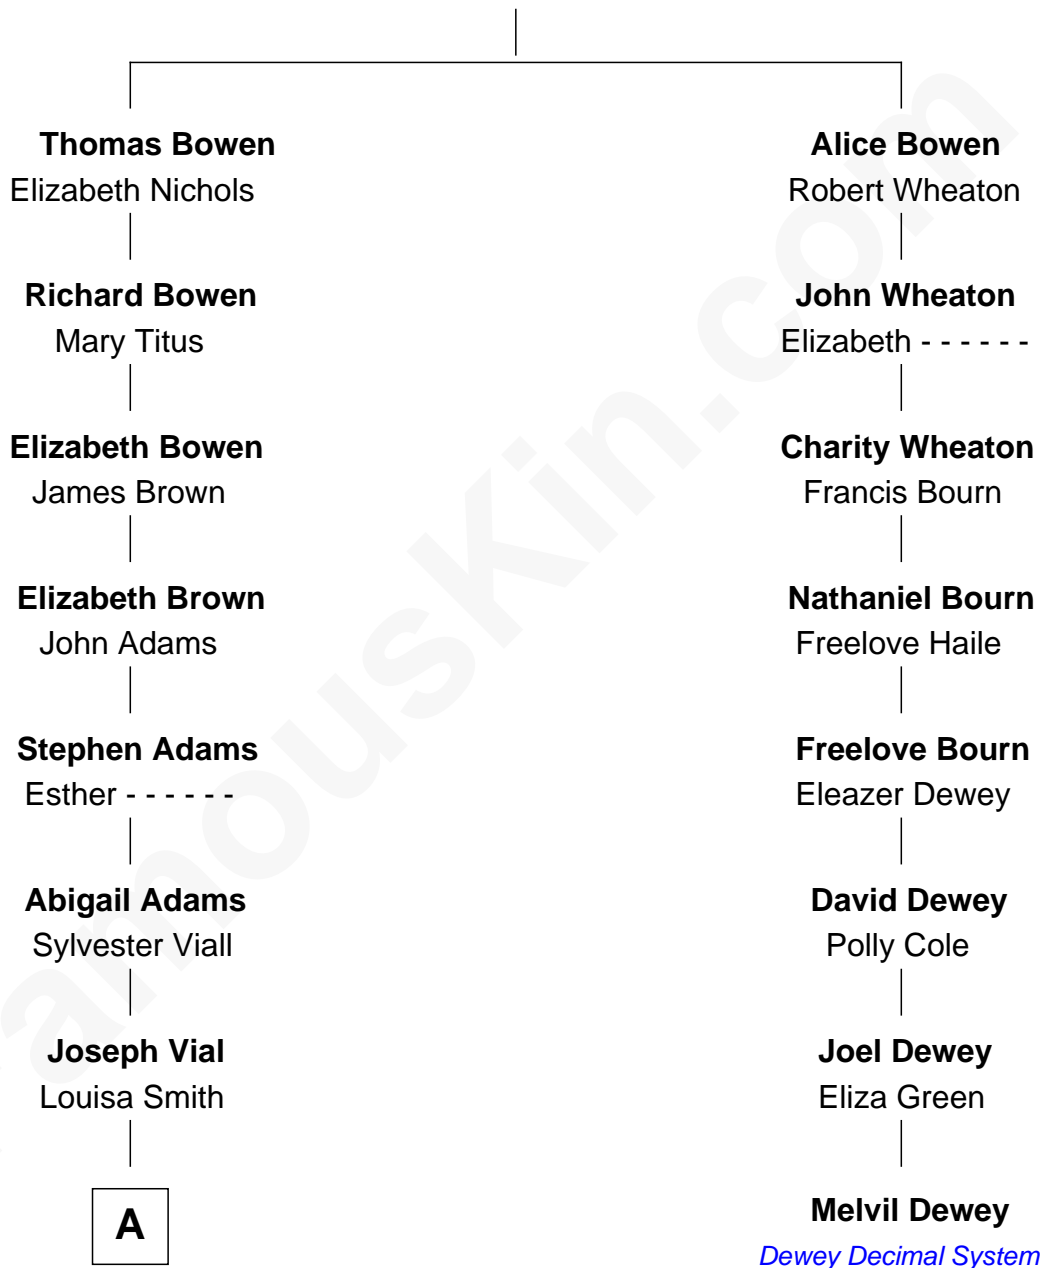 Thomas Bowen
Elizabeth Nichols
Richard Bowen
Mary Titus
Elizabeth Bowen
James Brown
Elizabeth Brown
John Adams
Stephen Adams
Esther - - - - - -
Abigail Adams
Sylvester Viall
Joseph Vial
Louisa Smith
A
Alice Bowen
Robert Wheaton
John Wheaton
Elizabeth - - - - - -
Charity Wheaton
Francis Bourn
Nathaniel Bourn
Freelove Haile
Freelove Bourn
Eleazer Dewey
David Dewey
Polly Cole
Joel Dewey
Eliza Green
Melvil Dewey
Dewey Decimal System
amouskin.com